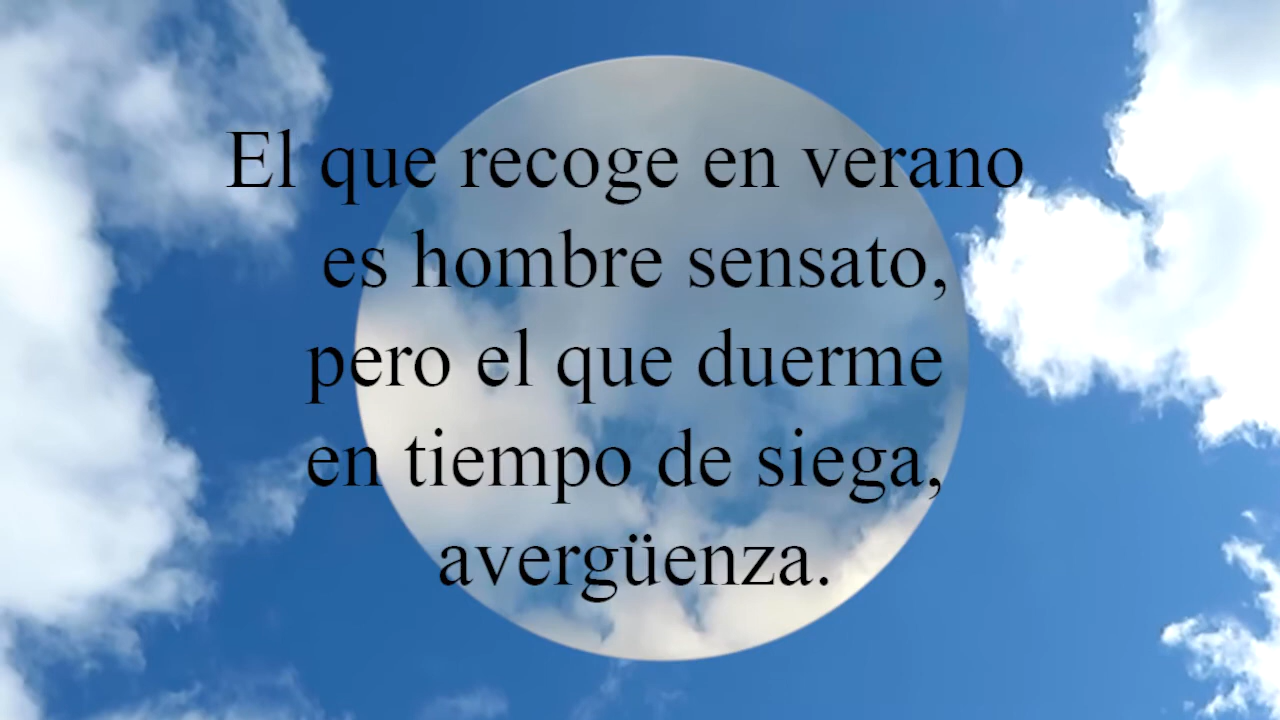 El que recoge en verano
es hombre sensato,
pero el que duerme
en tiempo de siega,
avergüenza.